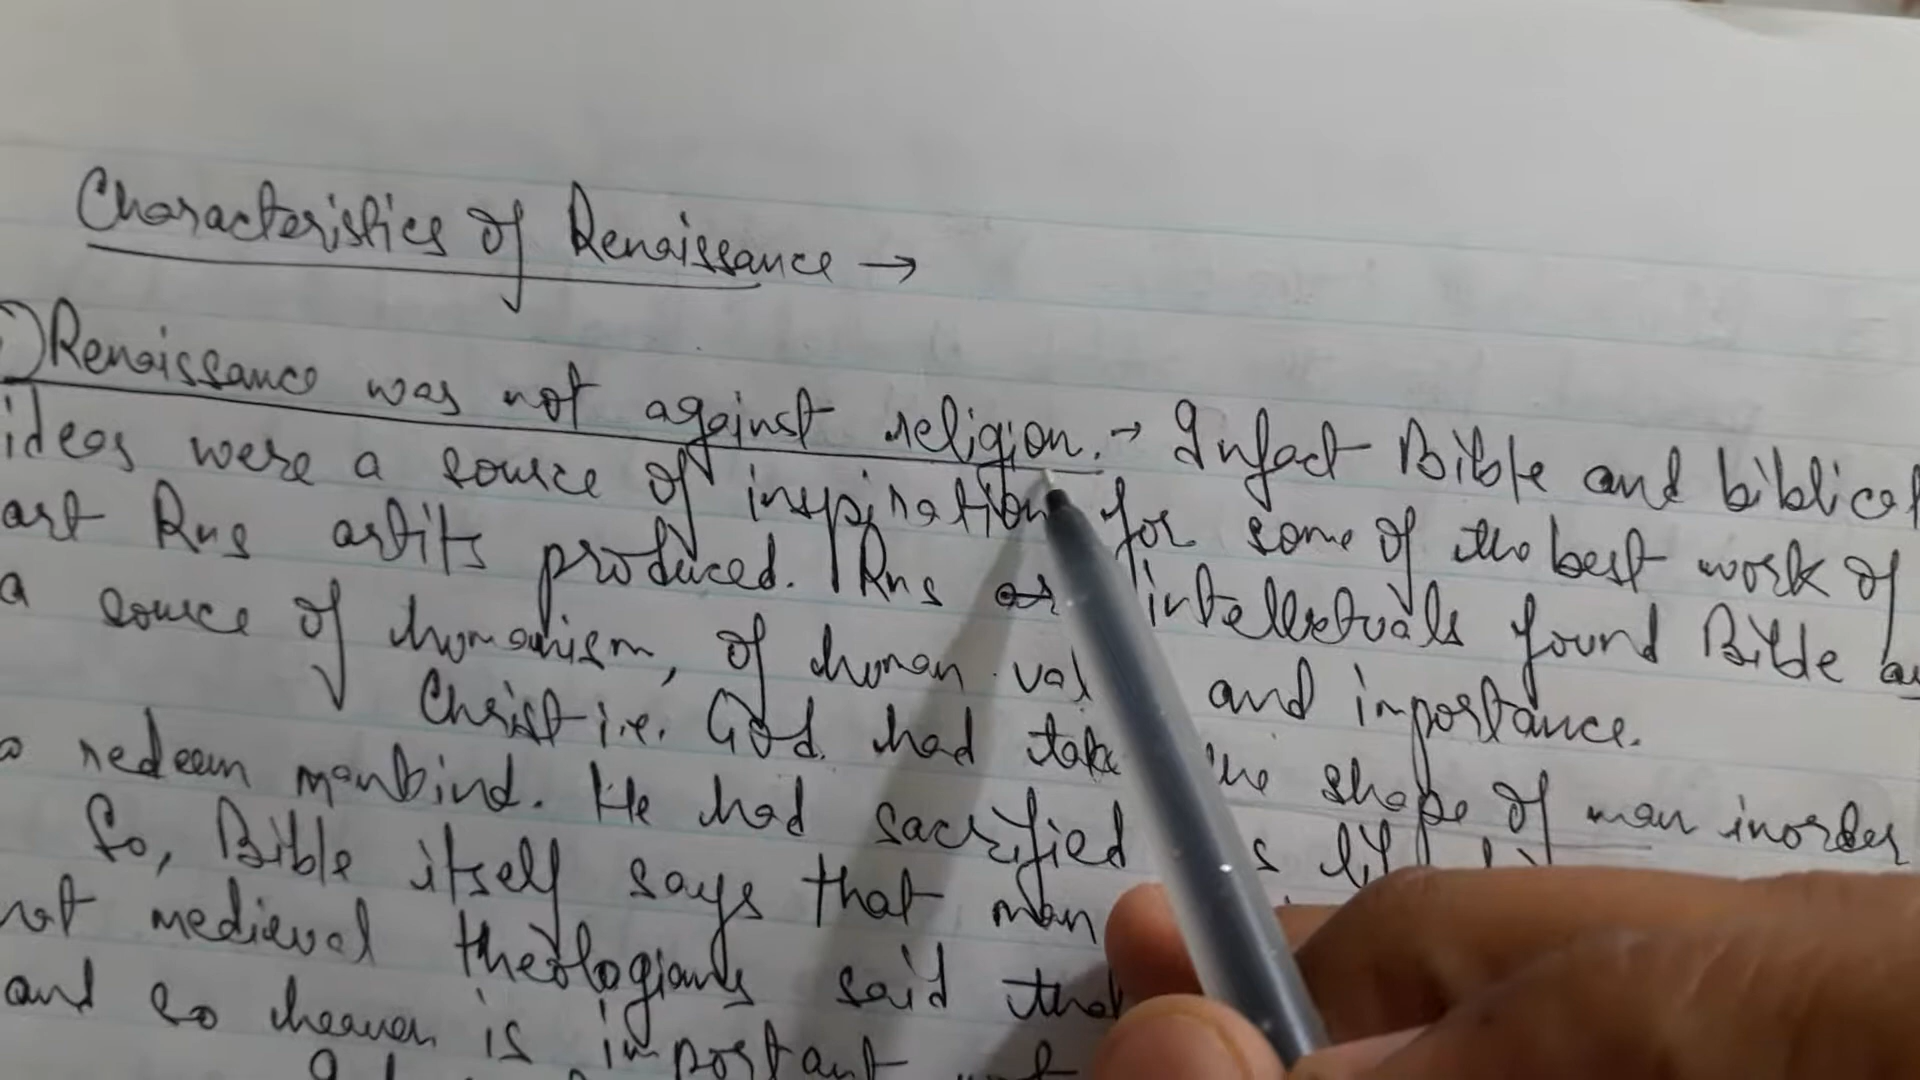 Characteristics of Renaissance →
) Renaissance was not against religion. → Infact Bible and biblical
ideas were a source of inspiration for some of the best work of
art Rns artits produced. Rns intellectuals found Bible as
a source of humanism, of human val and importance.
Christ i.e. God had take the shape of man inorder
redeem mankind. He had sacrified
So, Bible itself says that man
not medieval theologians said that
and so heaven is important